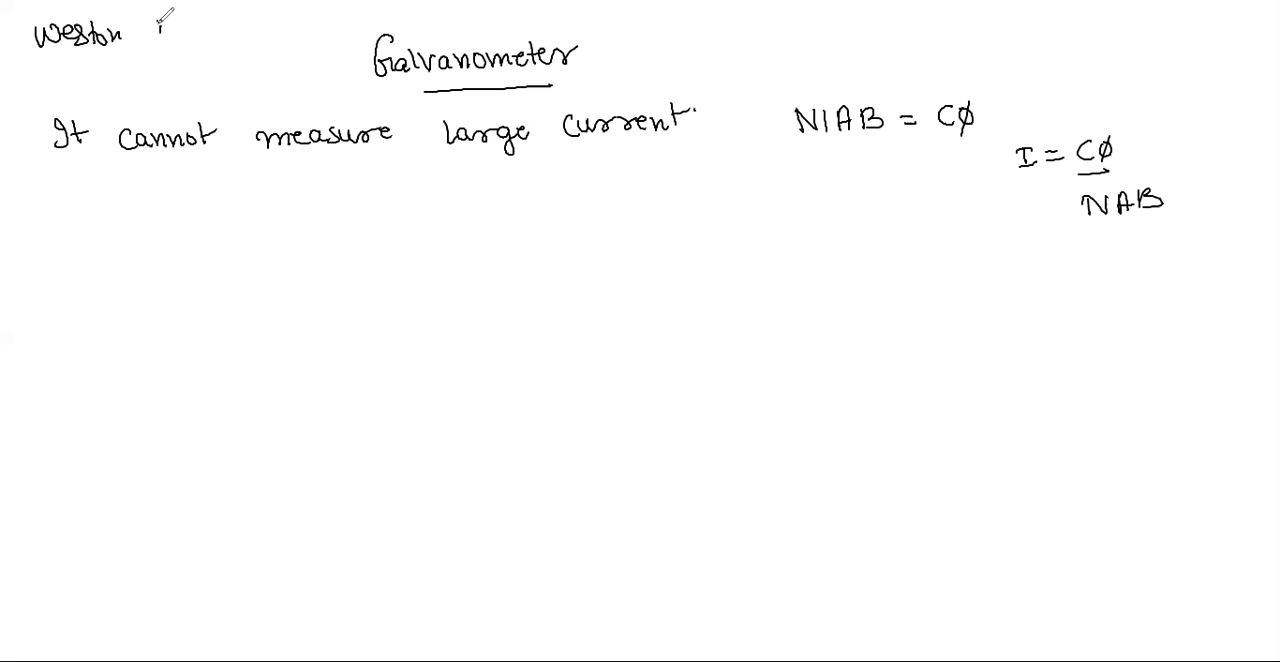 Weston i
Galvanometer
It cannot measure large current. NIAB = Cϕ
I = Cϕ
NAB